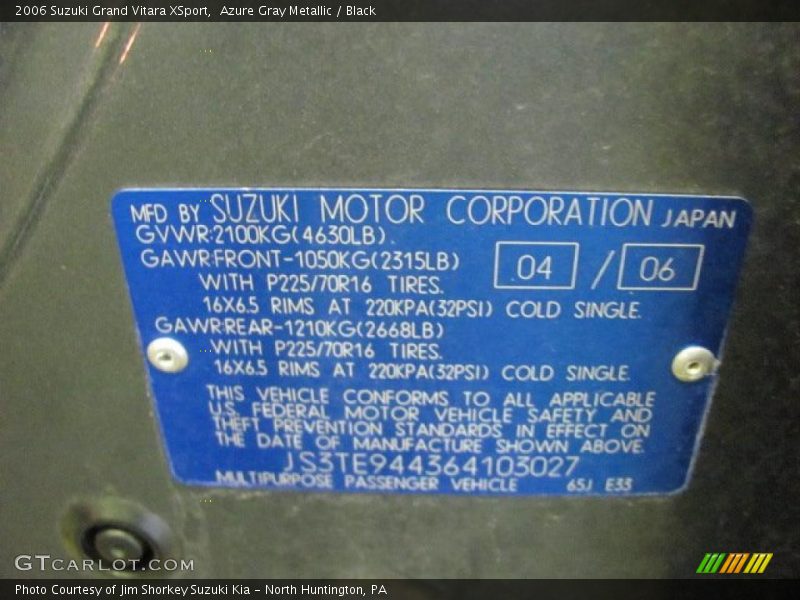 2006 Suzuki Grand Vitara XSport, Azure Gray Metallic / Black
MFD BY SUZUKI MOTOR CORPORATION JAPAN
GVWR:2100KG(4630LB).
GAWR:FRONT-1050KG(2315LB)
04 / 06
WITH P225/70R16 TIRES.
16X6.5 RIMS AT 220KPA(32PSI) COLD SINGLE.
GAWR:REAR-1210KG(2668LB)
WITH P225/70R16 TIRES.
16X6.5 RIMS AT 220KPA(32PSI) COLD SINGLE.
THIS VEHICLE CONFORMS TO ALL APPLICABLE
U.S. FEDERAL MOTOR VEHICLE SAFETY AND
THEFT PREVENTION STANDARDS IN EFFECT ON
THE DATE OF MANUFACTURE SHOWN ABOVE.
JS3TE944364103027
MULTIPURPOSE PASSENGER VEHICLE 65J E33
GTCARLOT.COM
Photo Courtesy of Jim Shorkey Suzuki Kia - North Huntington, PA